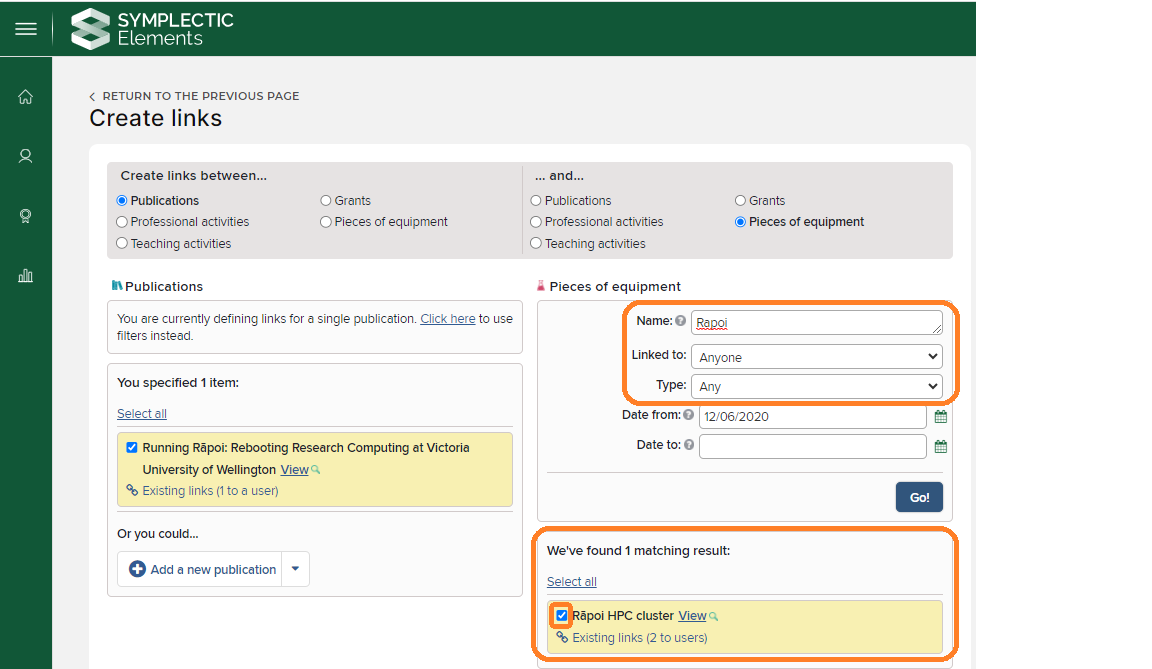 SYMPLECTIC
Elements
RETURN TO THE PREVIOUS PAGE
Create links
Create links between...
Publications
Grants
Professional activities
Pieces of equipment
Teaching activities
... and...
Publications
Grants
Professional activities
Pieces of equipment
Teaching activities
Publications
You are currently defining links for a single publication. Click here to use
filters instead.
You specified 1 item:
Select all
Running Rāpoi: Rebooting Research Computing at Victoria
University of Wellington View
Existing links (1 to a user)
Or you could...
Add a new publication
Pieces of equipment
Name: ? Rapoi
Linked to: Anyone
Type: Any
Date from: ? 12/06/2020
Date to: ?
Go!
We've found 1 matching result:
Select all
Rāpoi HPC cluster View
Existing links (2 to users)